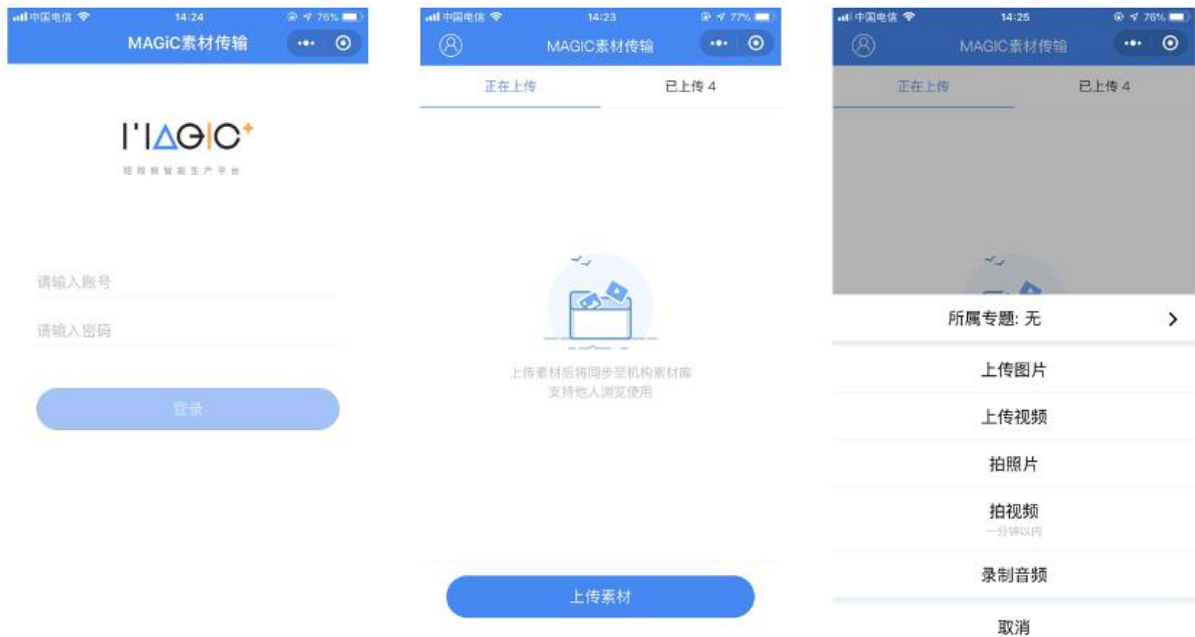 中国电信
14:24
76%
MAGiC素材传输
MAGIC+
短视频智能生产平台
请输入账号
请输入密码
登录
中国电信
14:23
77%
MAGIC素材传输
正在上传
已上传 4
上传素材后将同步至机构素材库
支持他人浏览使用
上传素材
中国电信
14:25
76%
MAGIC素材传输
正在上传
已上传 4
所属专题: 无
上传图片
上传视频
拍照片
拍视频
一分钟以内
录制音频
取消